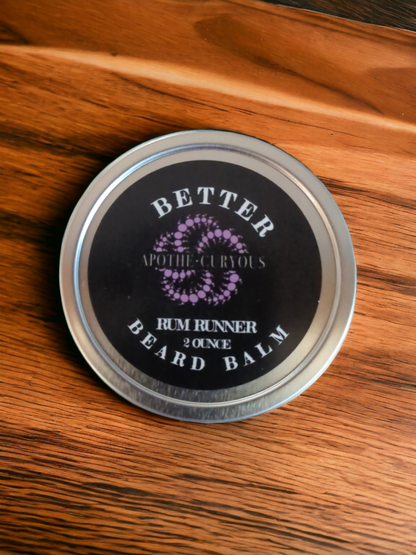 BETTER
APOTHE·CURYOUS
RUM RUNNER
2 OUNCE
BEARD BALM